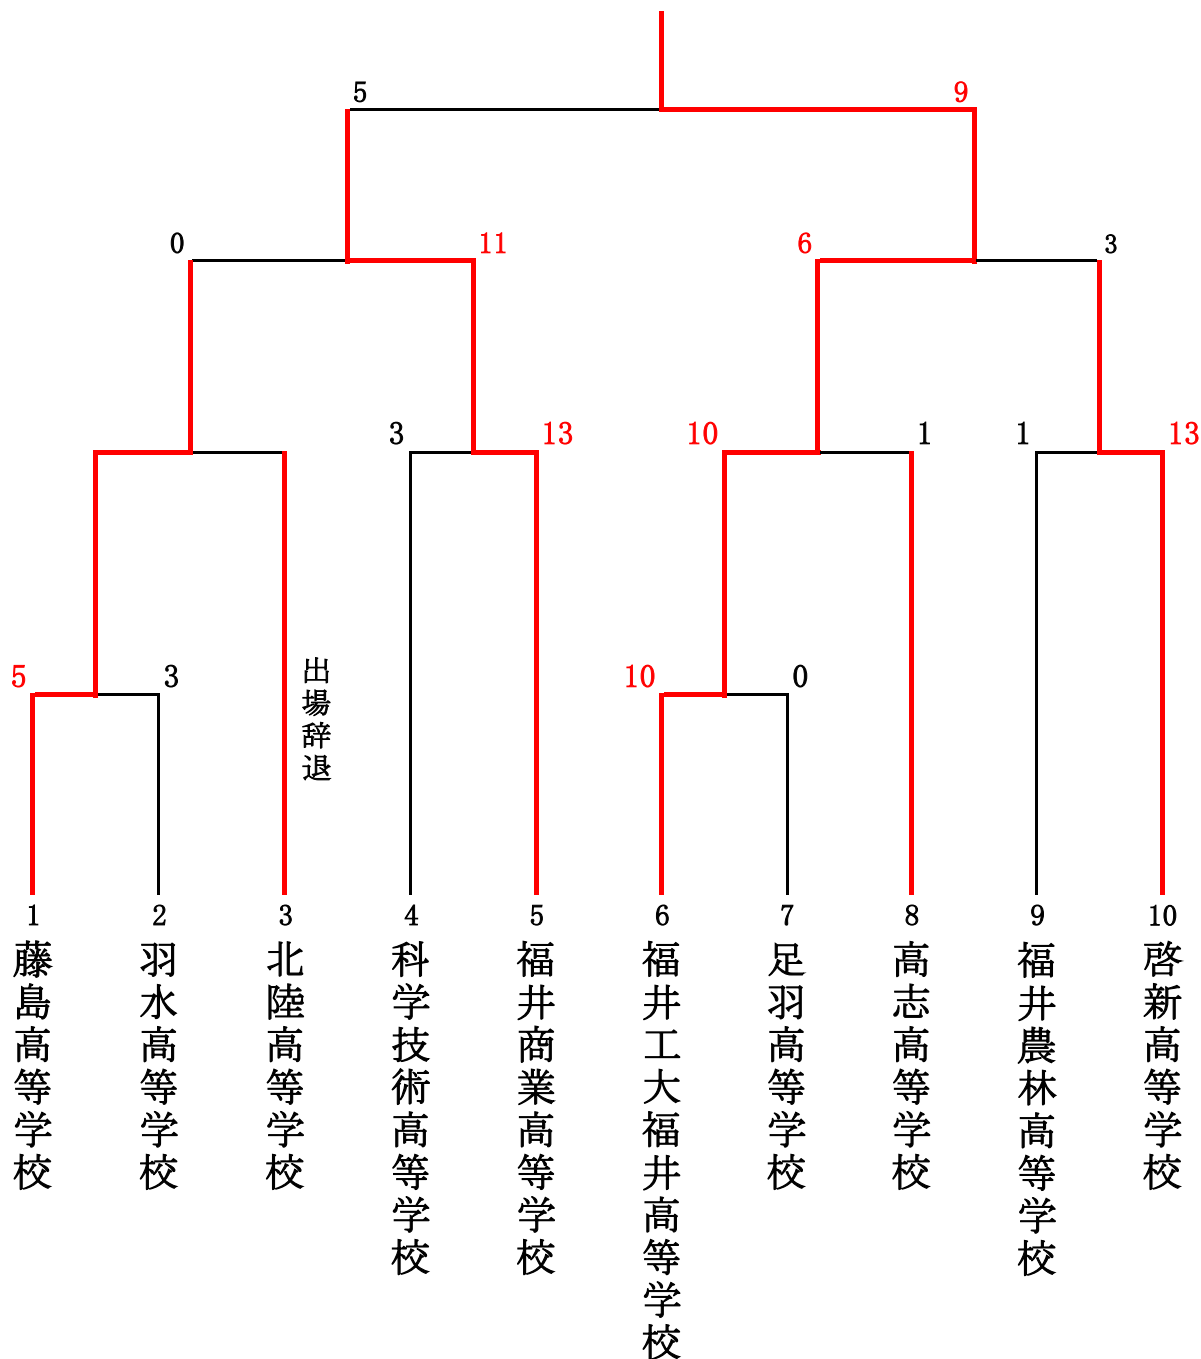 5
9
0
11
6
3
3
13
10
1
1
13
5
3
10
0
出場辞退
1
2
3
4
5
6
7
8
9
10
藤島高等学校
羽水高等学校
北陸高等学校
科学技術高等学校
福井商業高等学校
福井工大福井高等学校
足羽高等学校
高志高等学校
福井農林高等学校
啓新高等学校